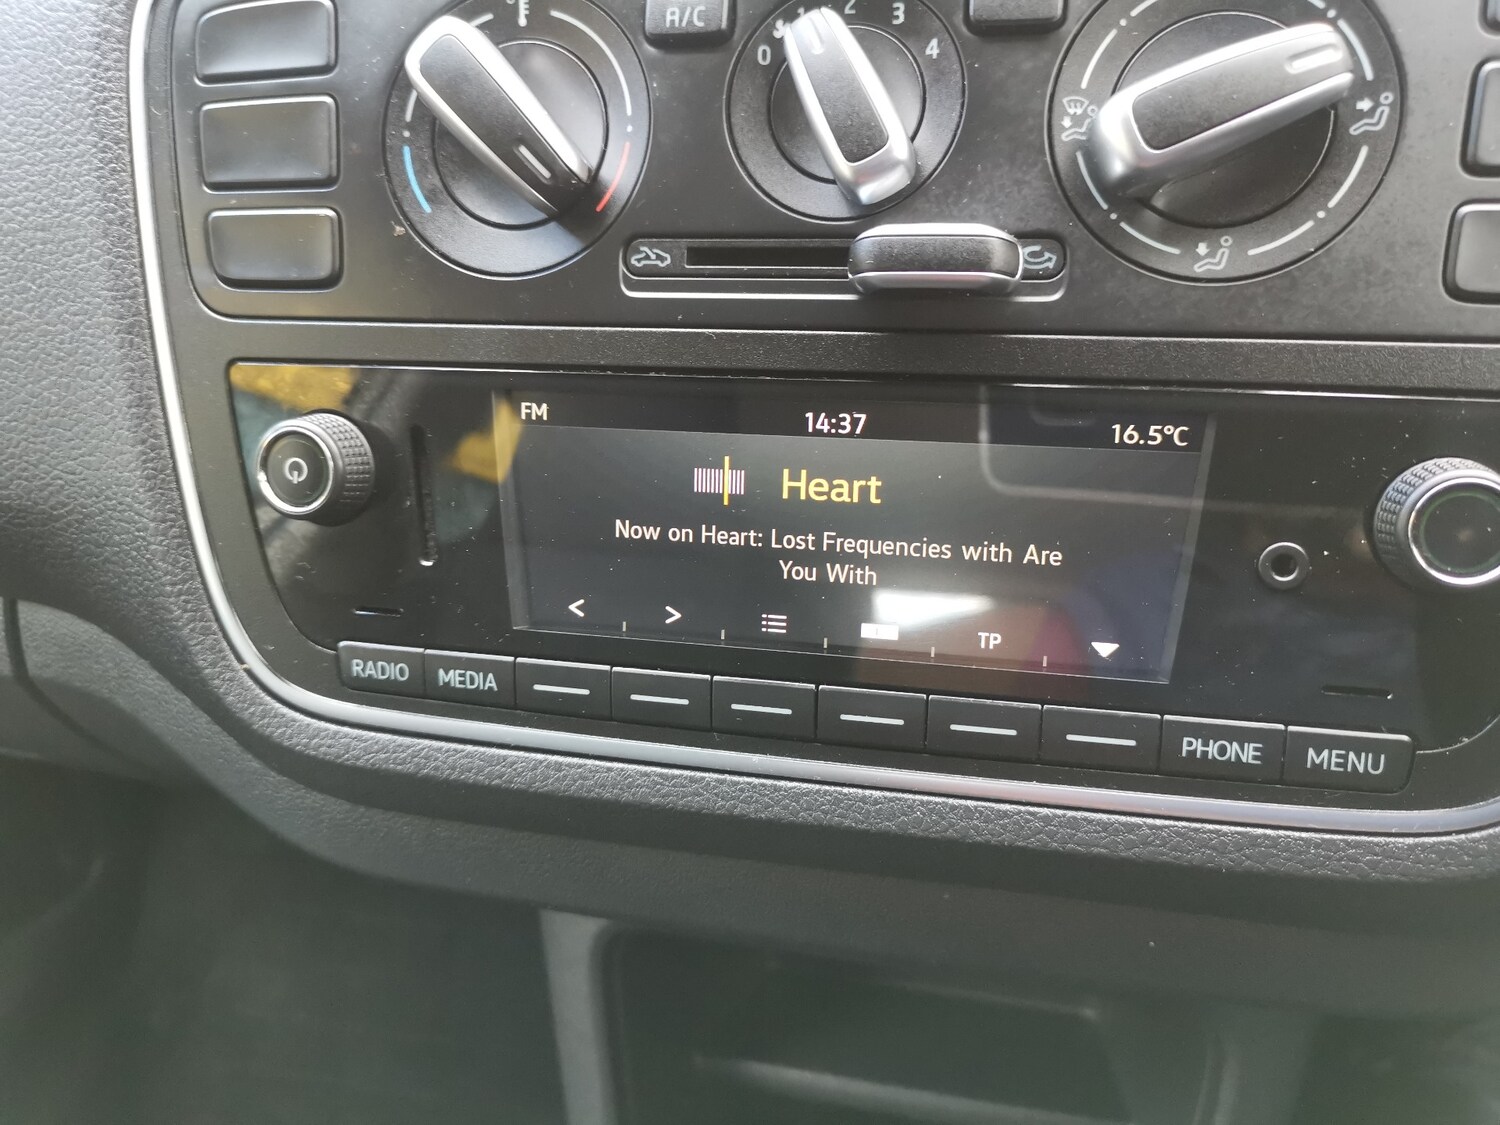 A/C
0 1 2 3 4
FM 14:37 16.5°C
Heart
Now on Heart: Lost Frequencies with Are
You With
< > TP
RADIO MEDIA PHONE MENU